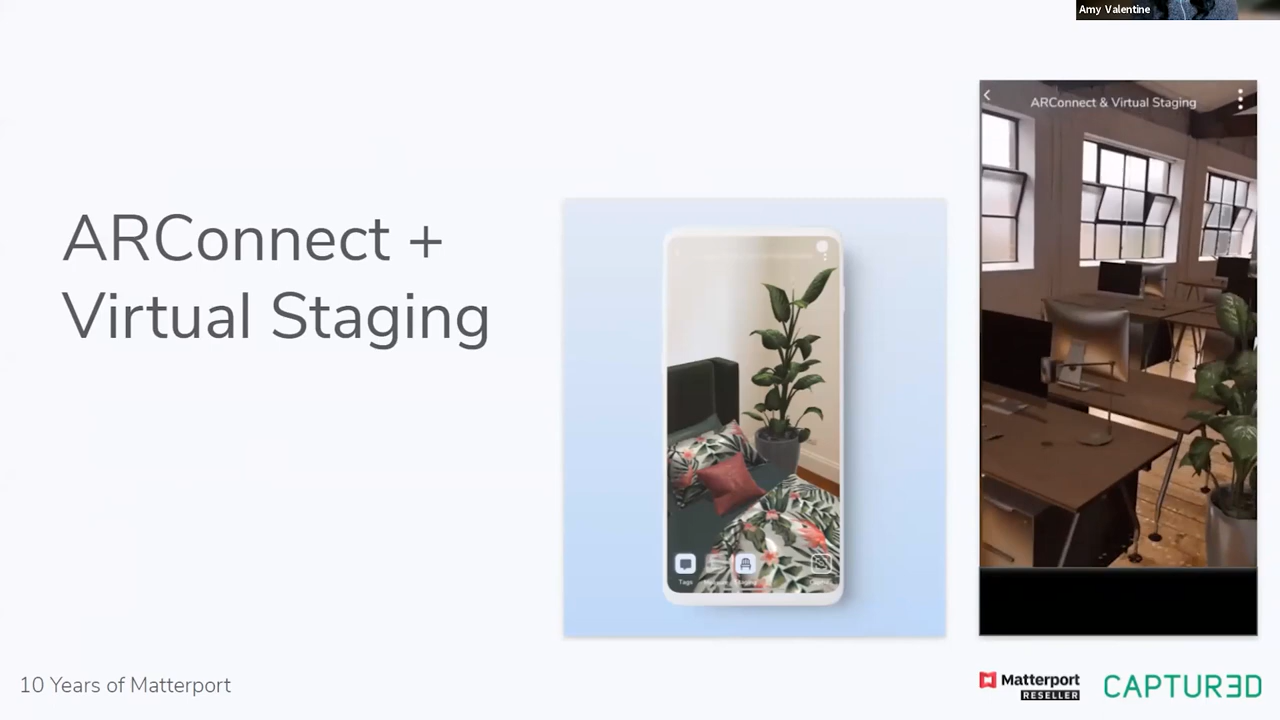 Amy Valentine
ARConnect & Virtual Staging
ARConnect +
Virtual Staging
Tags
10 Years of Matterport
Matterport
RESELLER
CAPTUR3D